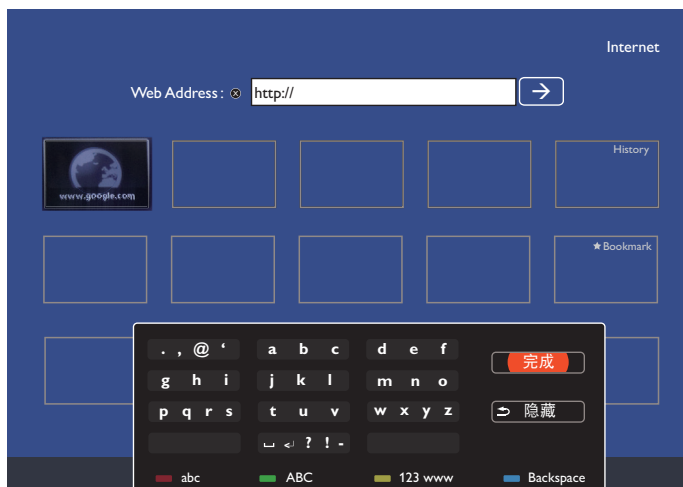 Internet
Web Address : ⊗ http:// →
www.google.com
History
★ Bookmark
. , @ ‘ a b c d e f
完成
g h i j k l m n o
p q r s t u v w x y z
隐藏
␣ ↵ ? ! -
abc ABC 123 www Backspace